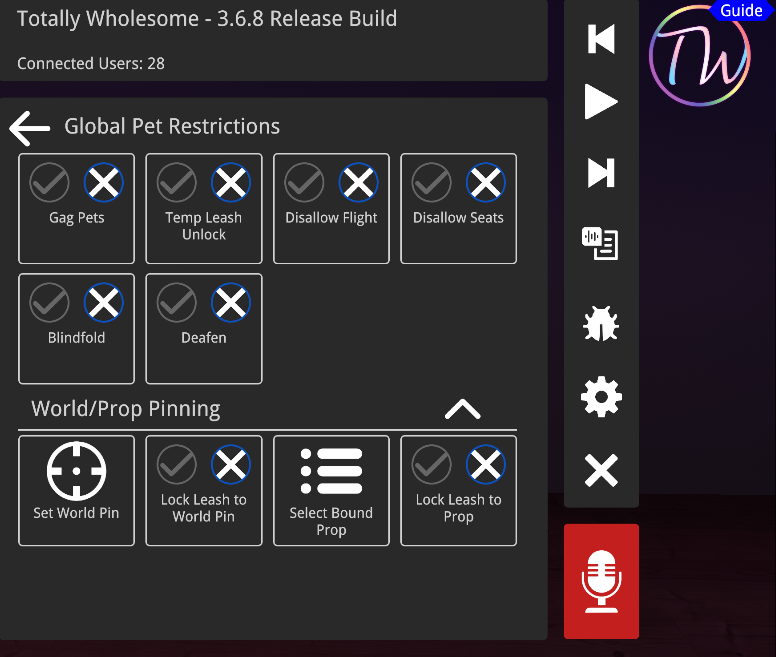 Totally Wholesome - 3.6.8 Release Build
Guide
Connected Users: 28
TW
Global Pet Restrictions
Gag Pets
Temp Leash
Unlock
Disallow Flight
Disallow Seats
Blindfold
Deafen
World/Prop Pinning
Set World Pin
Lock Leash to
World Pin
Select Bound
Prop
Lock Leash to
Prop